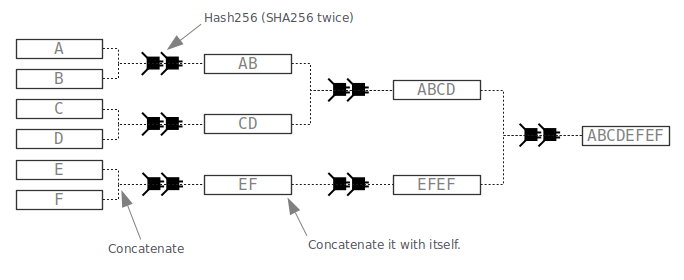 Hash256 (SHA256 twice)
A
B
C
D
E
F
AB
CD
EF
ABCD
EFEF
ABCDEFEF
Concatenate
Concatenate it with itself.